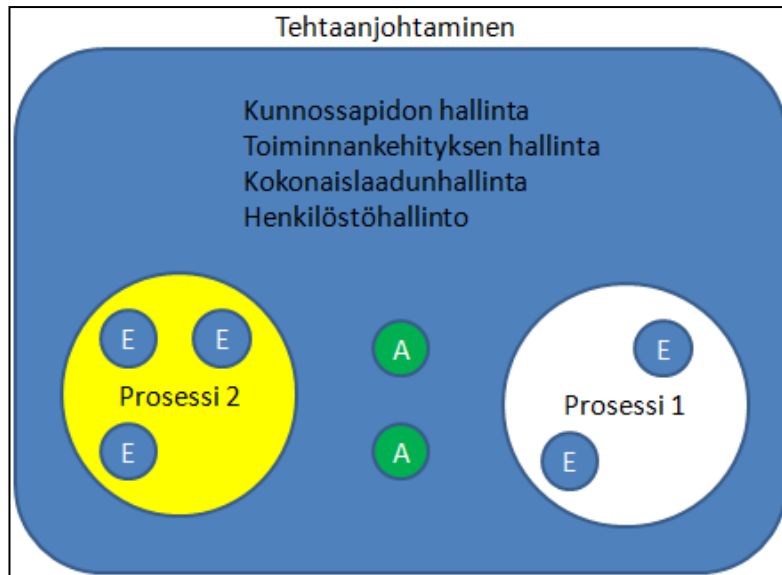 Tehtaanjohtaminen
Kunnossapidon hallinta
Toiminnankehityksen hallinta
Kokonaislaadunhallinta
Henkilöstöhallinto
E E
Prosessi 2
E
A
A
E
Prosessi 1
E